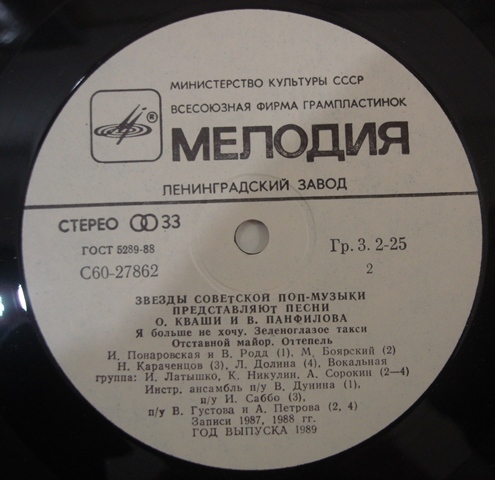 МИНИСТЕРСТВО КУЛЬТУРЫ СССР
ВСЕСОЮЗНАЯ ФИРМА ГРАМПЛАСТИНОК
® МЕЛОДИЯ
ЛЕНИНГРАДСКИЙ ЗАВОД
СТЕРЕО 33
ГОСТ 5289-88
Гр. 3. 2-25
С60-27862
2
ЗВЕЗДЫ СОВЕТСКОЙ ПОП-МУЗЫКИ
ПРЕДСТАВЛЯЮТ ПЕСНИ
О. КВАШИ И В. ПАНФИЛОВА
Я больше не хочу. Зеленоглазое такси
Отставной майор. Оттепель
И. Понаровская и В. Родд (1), М. Боярский (2)
Н. Караченцов (3), Л. Долина (4). Вокальная
группа: И. Латышко, К. Никулин, А. Сорокин (2—4)
Инстр. ансамбль п/у В. Дунина (1),
п/у И. Саббо (3),
п/у В. Густова и А. Петрова (2, 4)
Записи 1987, 1988 гг.
ГОД ВЫПУСКА 1989